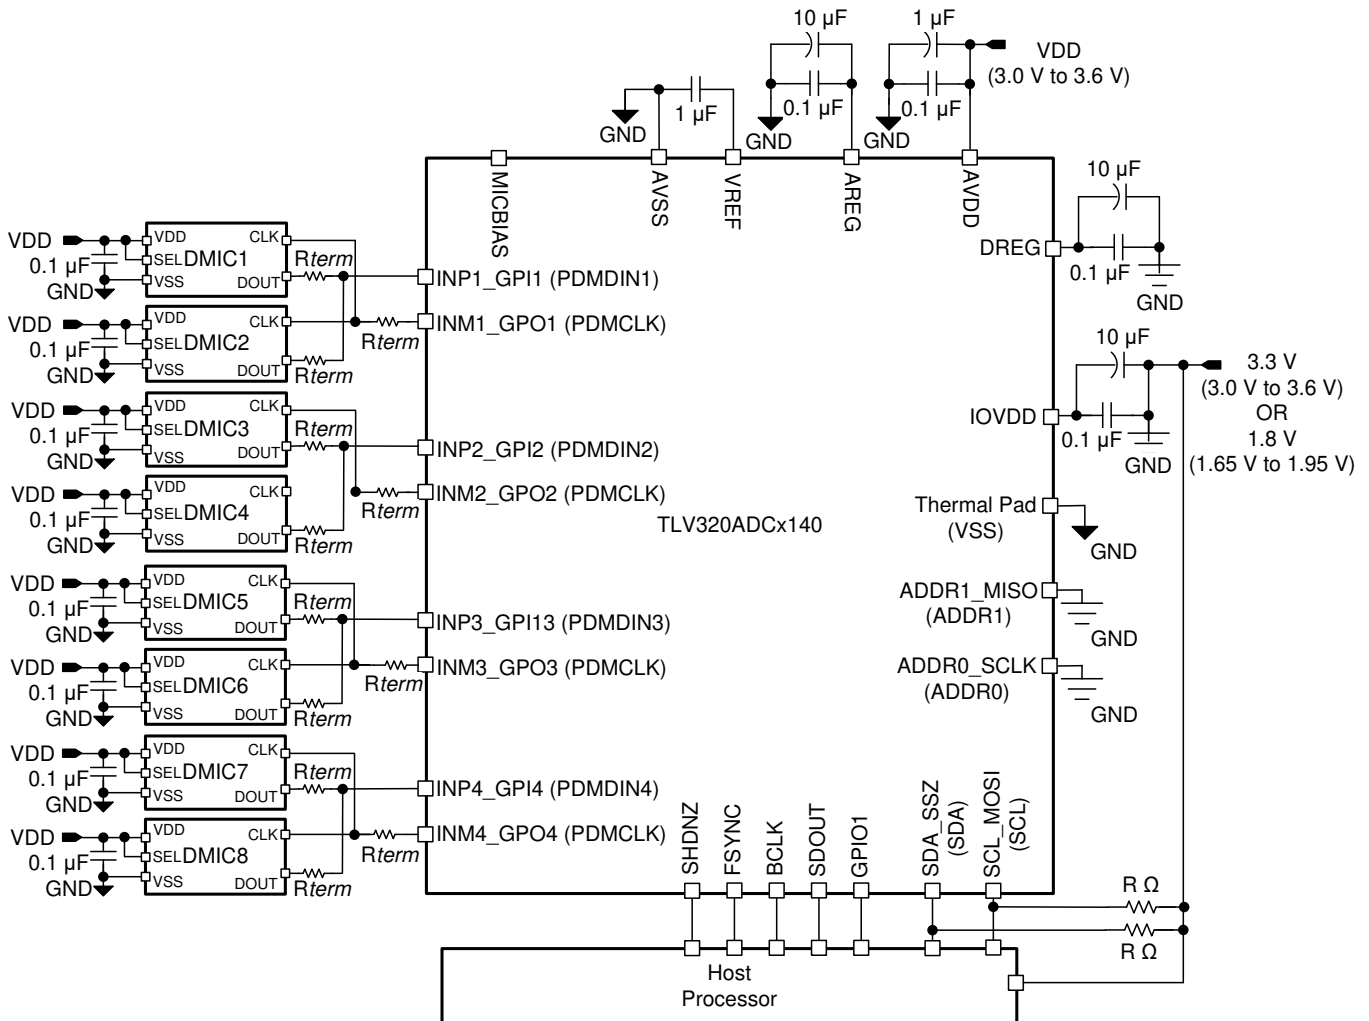 10 µF
1 µF
VDD
(3.0 V to 3.6 V)
0.1 µF
0.1 µF
1 µF
GND
GND
GND
MICBIAS
AVSS
VREF
AREG
AVDD
10 µF
DREG
0.1 µF
GND
VDD
0.1 µF
GND
VDD
SEL
VSS
DMIC1
CLK
DOUT
Rterm
INP1_GPI1 (PDMDIN1)
VDD
0.1 µF
GND
VDD
SEL
VSS
DMIC2
CLK
DOUT
Rterm
Rterm
INM1_GPO1 (PDMCLK)
VDD
0.1 µF
GND
VDD
SEL
VSS
DMIC3
CLK
DOUT
Rterm
INP2_GPI2 (PDMDIN2)
VDD
0.1 µF
GND
VDD
SEL
VSS
DMIC4
CLK
DOUT
Rterm
Rterm
INM2_GPO2 (PDMCLK)
VDD
0.1 µF
GND
VDD
SEL
VSS
DMIC5
CLK
DOUT
Rterm
INP3_GPI13 (PDMDIN3)
VDD
0.1 µF
GND
VDD
SEL
VSS
DMIC6
CLK
DOUT
Rterm
Rterm
INM3_GPO3 (PDMCLK)
VDD
0.1 µF
GND
VDD
SEL
VSS
DMIC7
CLK
DOUT
Rterm
INP4_GPI4 (PDMDIN4)
VDD
0.1 µF
GND
VDD
SEL
VSS
DMIC8
CLK
DOUT
Rterm
Rterm
INM4_GPO4 (PDMCLK)
TLV320ADCx140
10 µF
IOVDD
0.1 µF
GND
3.3 V
(3.0 V to 3.6 V)
OR
1.8 V
(1.65 V to 1.95 V)
Thermal Pad
(VSS)
GND
ADDR1_MISO
(ADDR1)
GND
ADDR0_SCLK
(ADDR0)
GND
SHDNZ
FSYNC
BCLK
SDOUT
GPIO1
SDA_SSZ
(SDA)
SCL_MOSI
(SCL)
R Ω
R Ω
Host
Processor